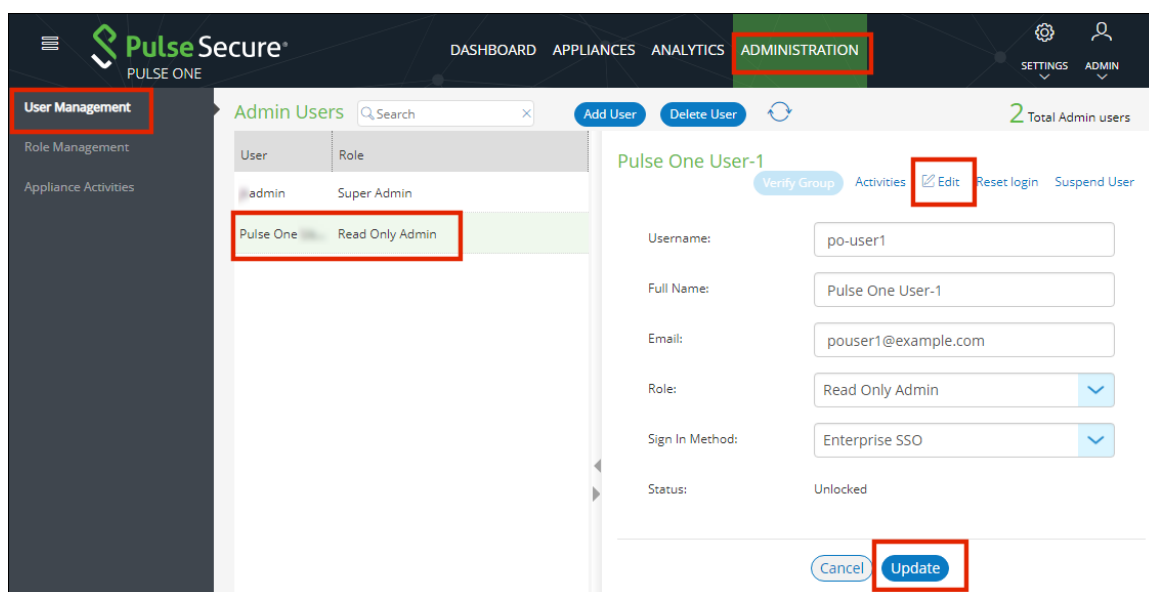 Pulse Secure
PULSE ONE
DASHBOARD APPLIANCES ANALYTICS ADMINISTRATION
SETTINGS ADMIN
User Management
Role Management
Appliance Activities
Admin Users Search Add User Delete User 2 Total Admin users
User Role
admin Super Admin
Pulse One Read Only Admin
Pulse One User-1
Verify Group Activities Edit Reset login Suspend User
Username: po-user1
Full Name: Pulse One User-1
Email: pouser1@example.com
Role: Read Only Admin
Sign In Method: Enterprise SSO
Status: Unlocked
Cancel Update